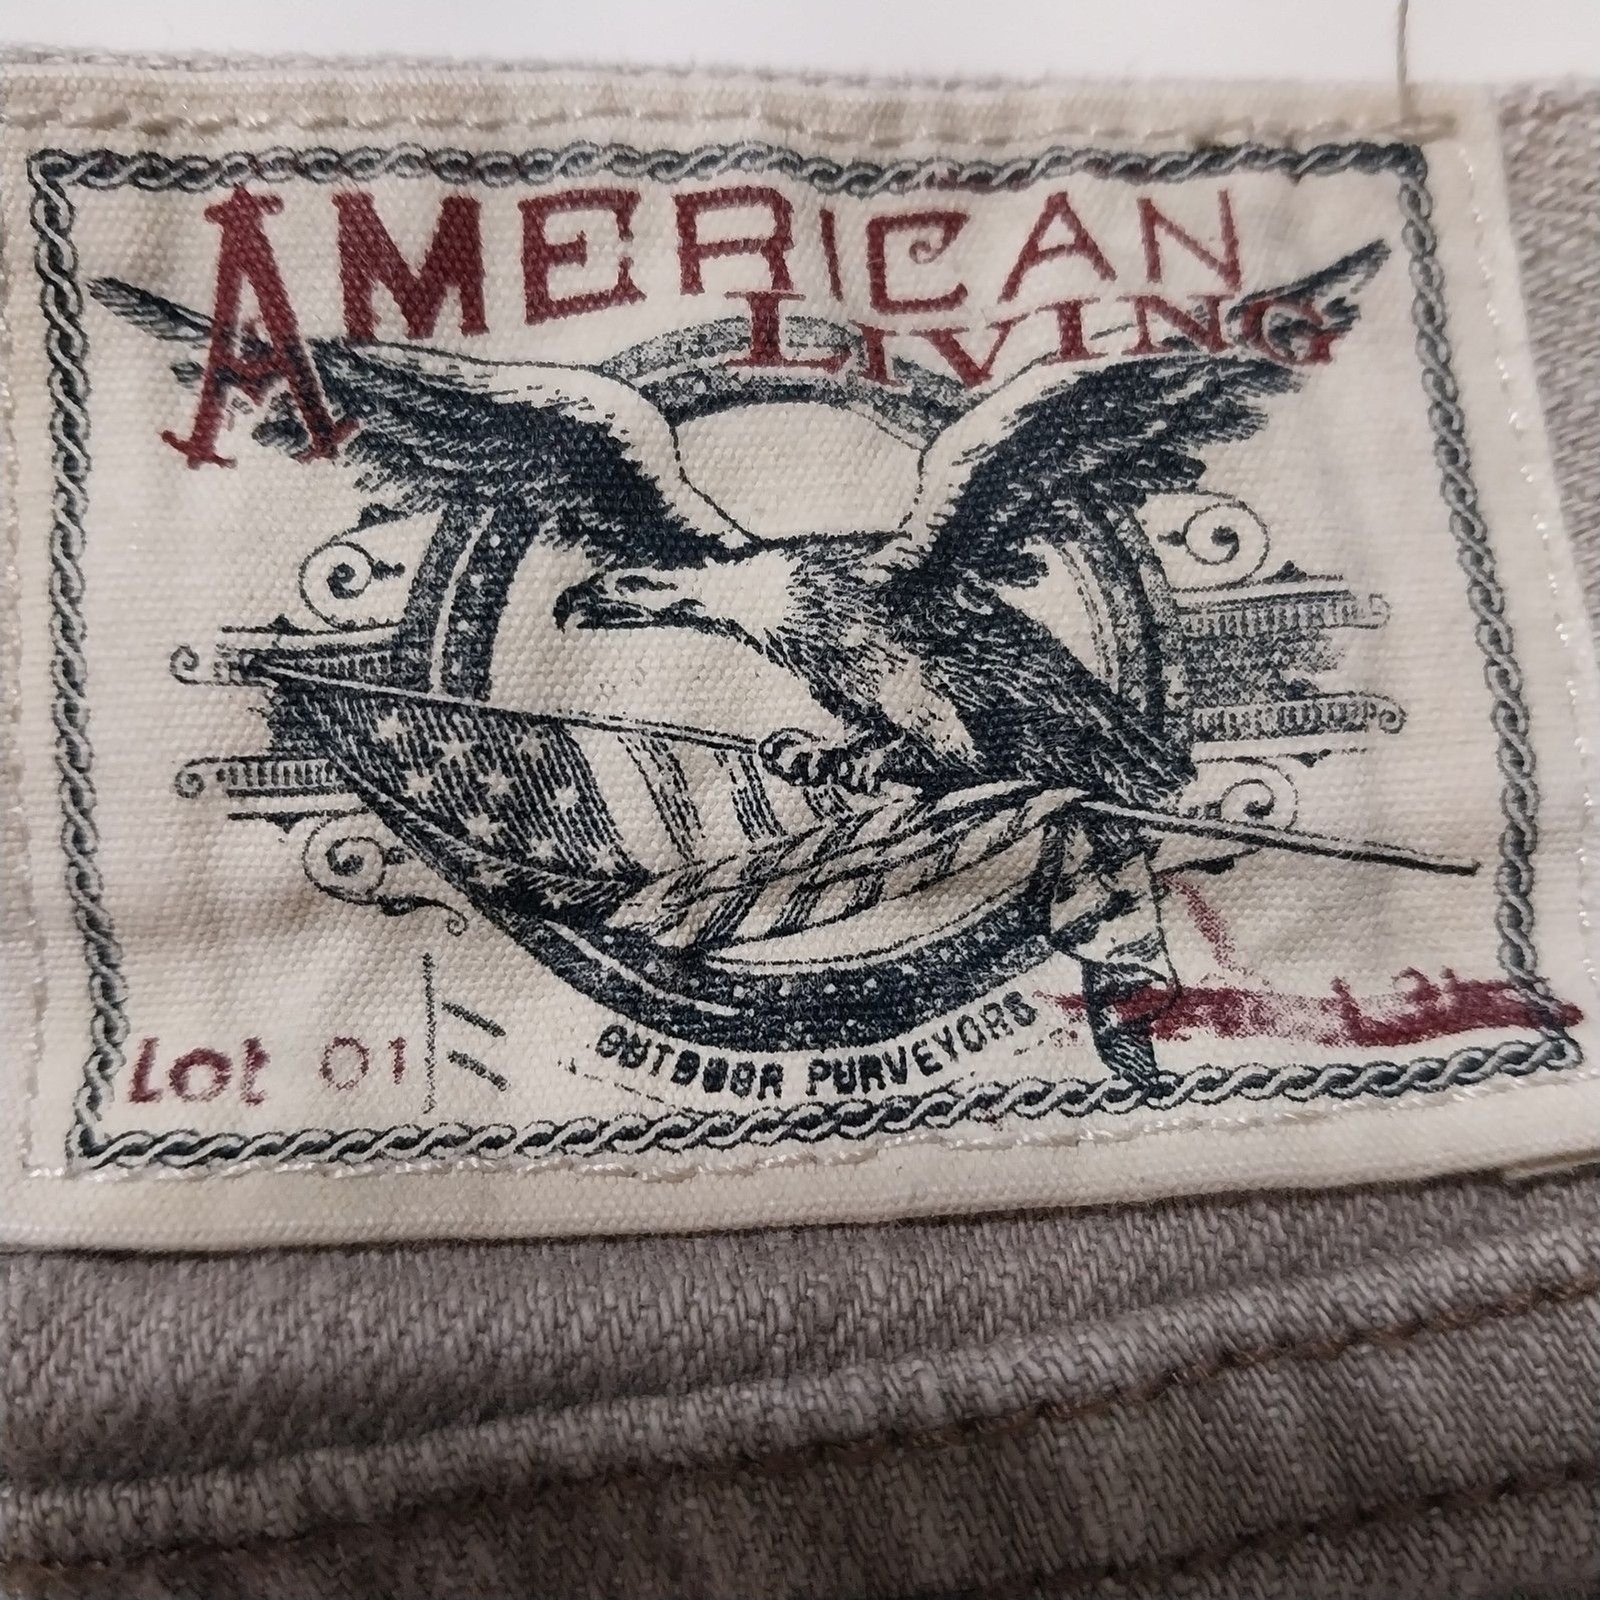 AMERICAN
LIVING
Lot 01
OUTDOOR PURVEYORS